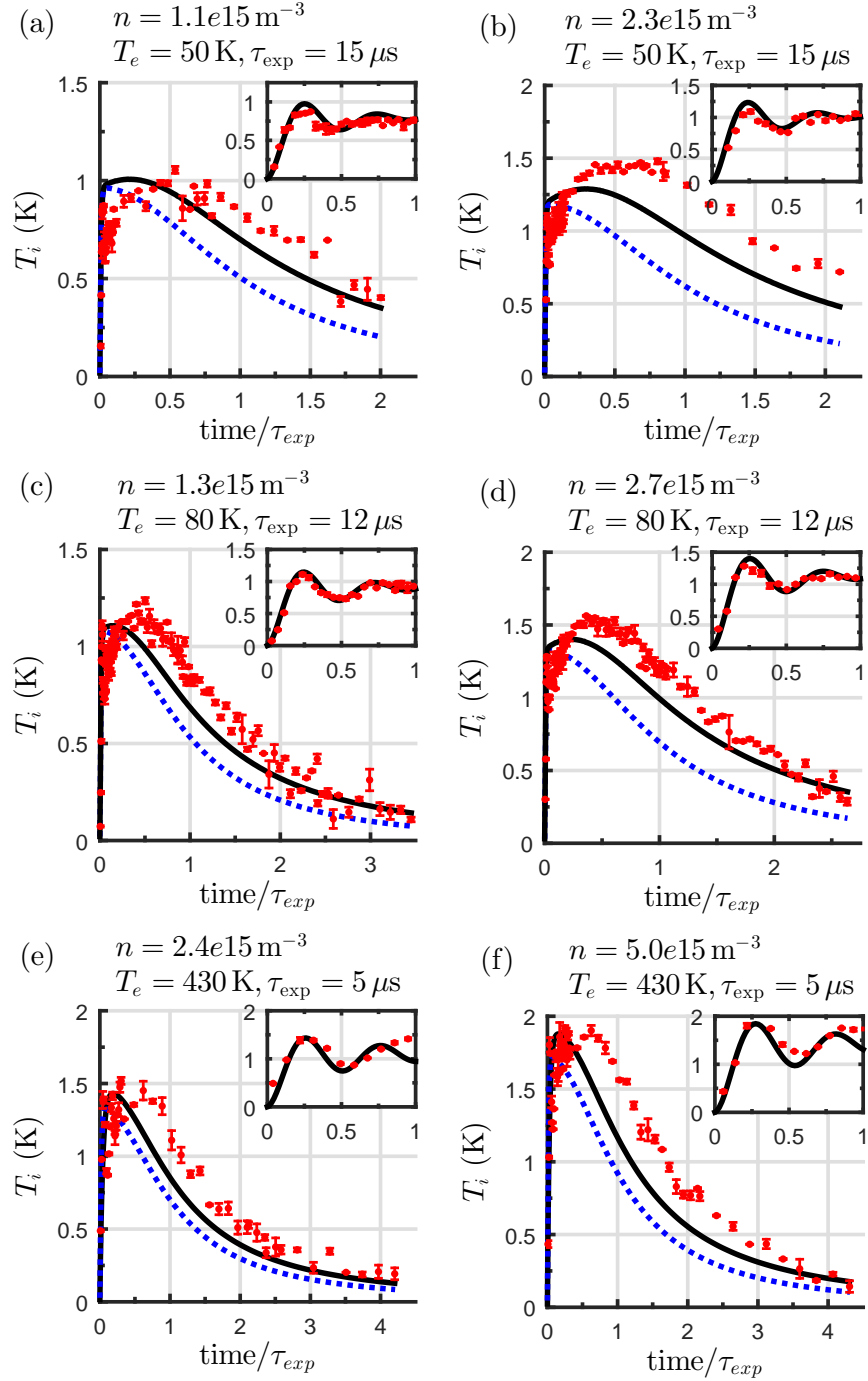 (a)
n = 1.1e15 m⁻³
T_e = 50 K, τ_exp = 15 μs
1.5
1
0.5
0
T_i (K)
0 0.5 1 1.5 2
time/τ_exp
1
0.5
0
0 0.5 1
(b)
n = 2.3e15 m⁻³
T_e = 50 K, τ_exp = 15 μs
2
1.5
1
0.5
0
T_i (K)
0 0.5 1 1.5 2
time/τ_exp
1.5
1
0.5
0
0 0.5 1
(c)
n = 1.3e15 m⁻³
T_e = 80 K, τ_exp = 12 μs
1.5
1
0.5
0
T_i (K)
0 1 2 3
time/τ_exp
1.5
1
0.5
0
0 0.5 1
(d)
n = 2.7e15 m⁻³
T_e = 80 K, τ_exp = 12 μs
2
1.5
1
0.5
0
T_i (K)
0 1 2
time/τ_exp
1.5
1
0.5
0
0 0.5 1
(e)
n = 2.4e15 m⁻³
T_e = 430 K, τ_exp = 5 μs
2
1.5
1
0.5
0
T_i (K)
0 1 2 3 4
time/τ_exp
2
1
0
0 0.5 1
(f)
n = 5.0e15 m⁻³
T_e = 430 K, τ_exp = 5 μs
2
1.5
1
0.5
0
T_i (K)
0 1 2 3 4
time/τ_exp
2
1
0
0 0.5 1